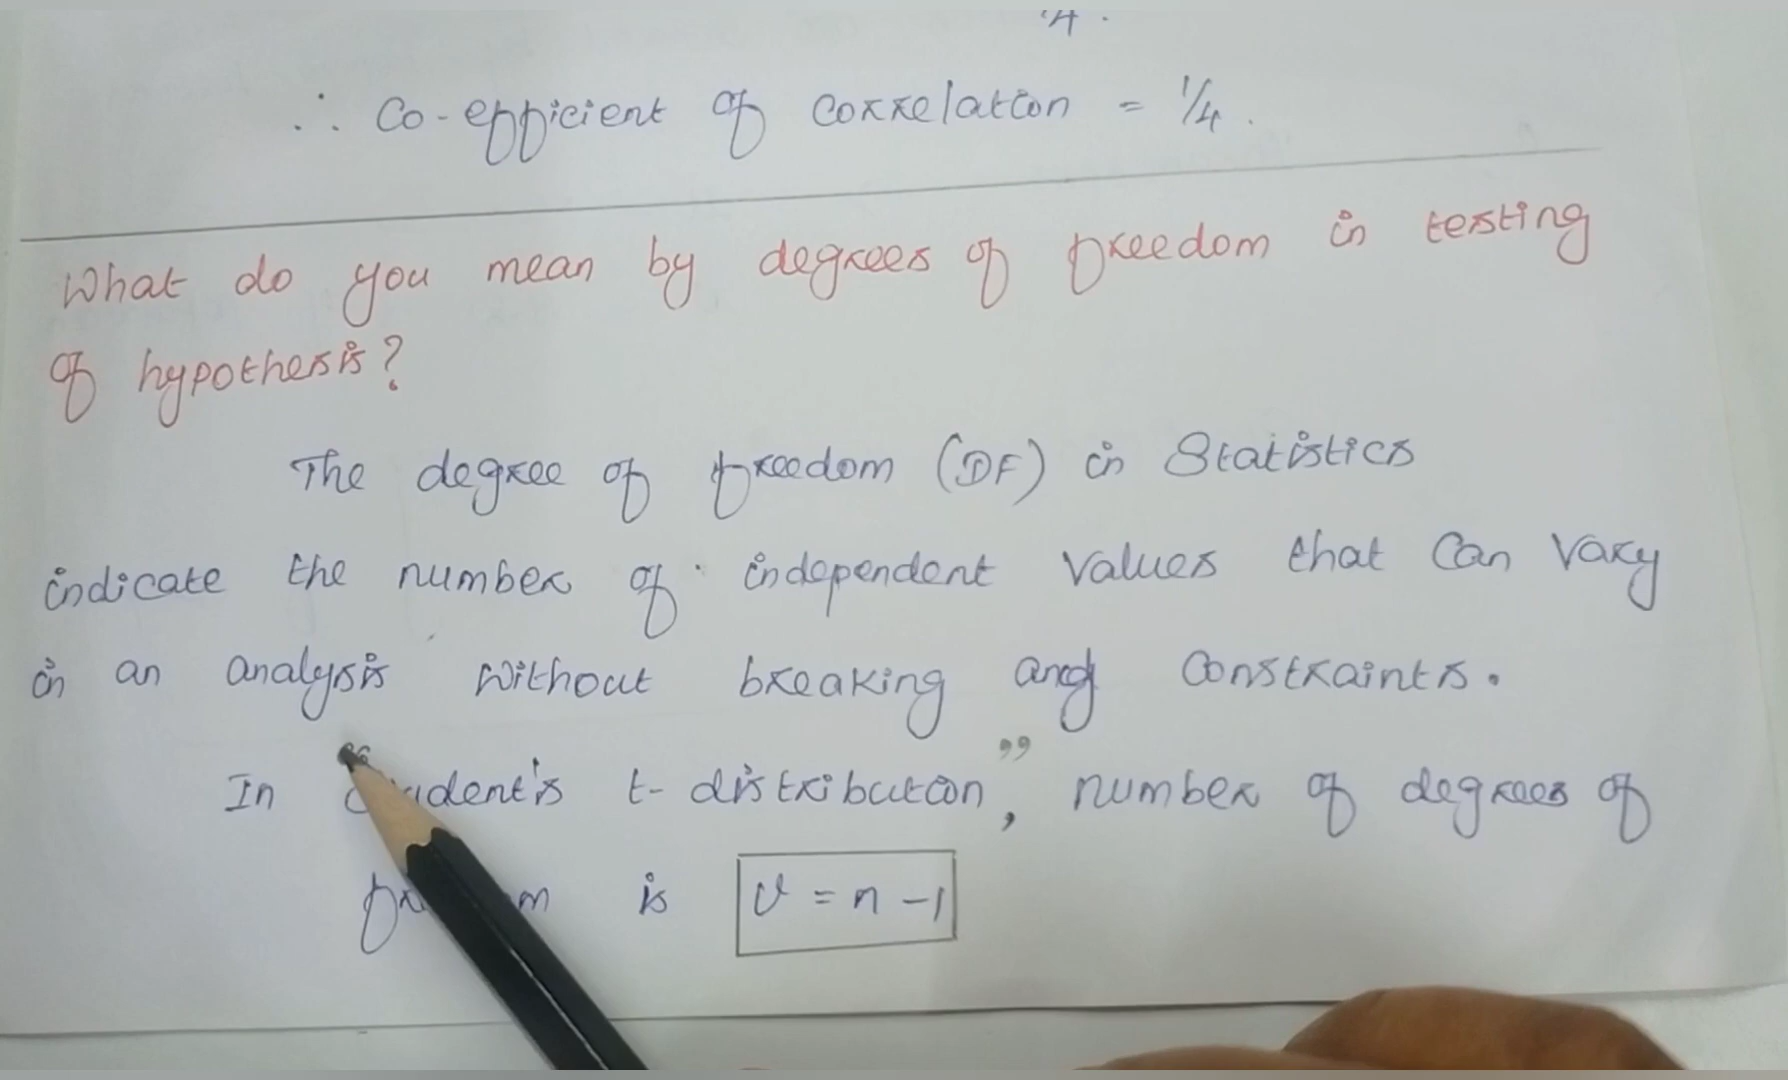 ∴ Co-efficient of correlation = 1/4.
What do you mean by degrees of freedom in testing
of hypothesis?
The degree of freedom (DF) in Statistics
indicate the number of independent values that can vary
in an analysis without breaking any constraints.
In t-distribution", number of degrees of
is ν = n - 1